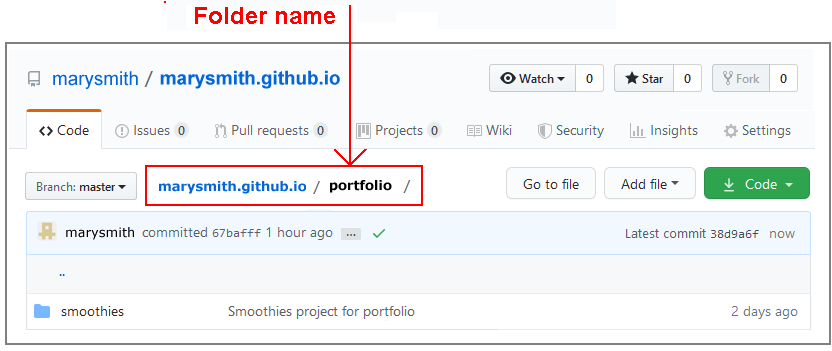 Folder name
marysmith / marysmith.github.io
Watch 0 Star 0 Fork 0
Code Issues 0 Pull requests 0 Projects 0 Wiki Security Insights Settings
Branch: master marysmith.github.io / portfolio / Go to file Add file Code
marysmith committed 67bafff 1 hour ago ... Latest commit 38d9a6f now
..
smoothies Smoothies project for portfolio 2 days ago